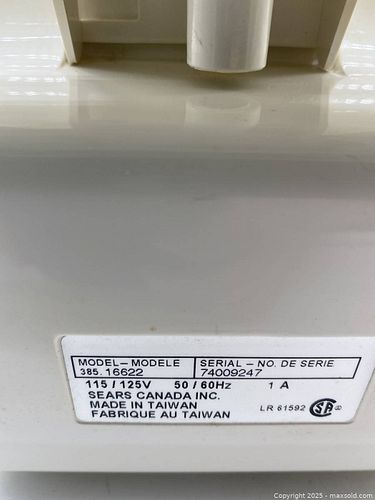 MODEL – MODELE SERIAL – NO. DE SERIE
385.16622 74009247
115 / 125V 50 / 60Hz 1 A
SEARS CANADA INC.
MADE IN TAIWAN
FABRIQUE AU TAIWAN LR 61592 SA
© Copyright 2025 - maxsold.com